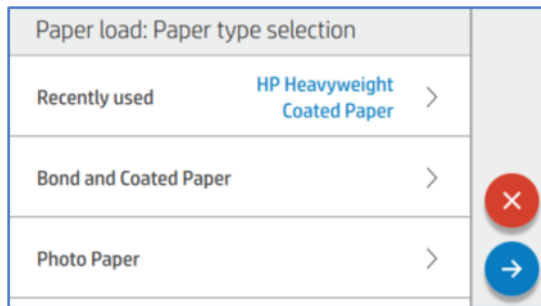 Paper load: Paper type selection
Recently used
HP Heavyweight
Coated Paper
Bond and Coated Paper
Photo Paper